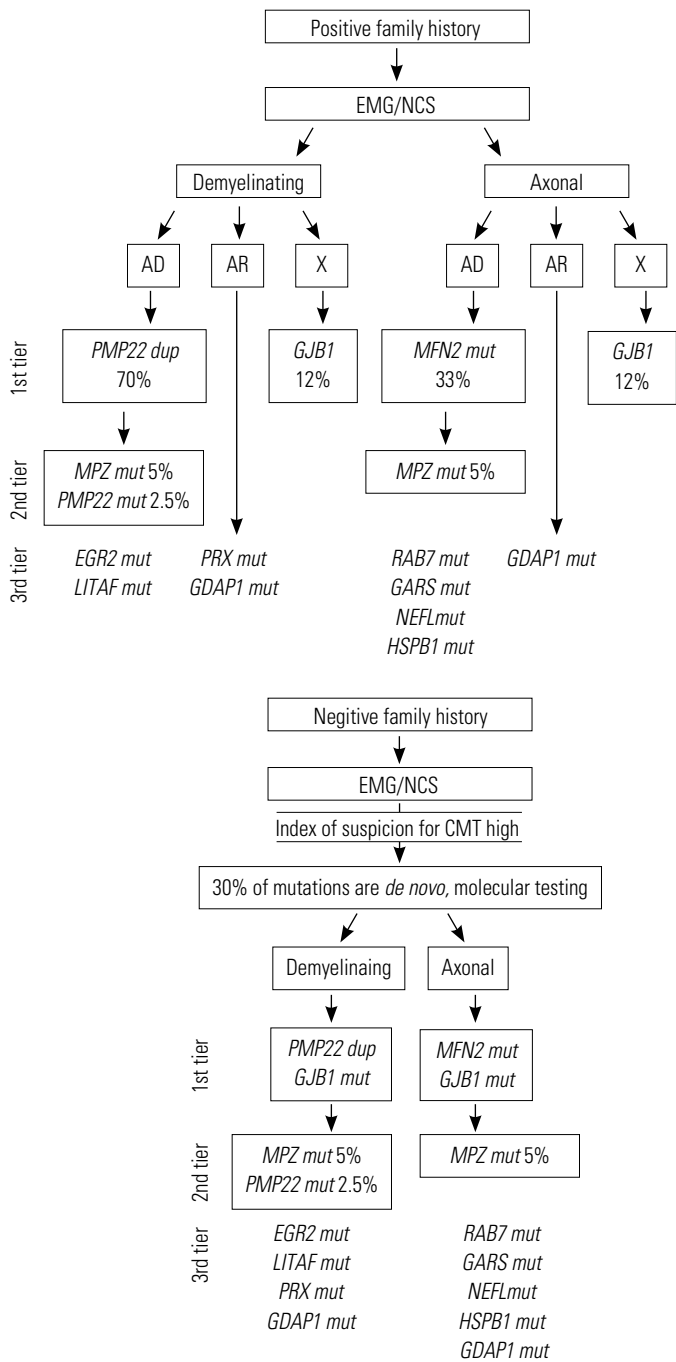 Positive family history
EMG/NCS
Demyelinating
Axonal
AD
AR
X
AD
AR
X
1st tier
PMP22 dup
70%
GJB1
12%
MFN2 mut
33%
GJB1
12%
2nd tier
MPZ mut 5%
PMP22 mut 2.5%
MPZ mut 5%
3rd tier
EGR2 mut
LITAF mut
PRX mut
GDAP1 mut
RAB7 mut
GARS mut
NEFLmut
HSPB1 mut
GDAP1 mut
Negitive family history
EMG/NCS
Index of suspicion for CMT high
30% of mutations are de novo, molecular testing
Demyelinaing
Axonal
1st tier
PMP22 dup
GJB1 mut
MFN2 mut
GJB1 mut
2nd tier
MPZ mut 5%
PMP22 mut 2.5%
MPZ mut 5%
3rd tier
EGR2 mut
LITAF mut
PRX mut
GDAP1 mut
RAB7 mut
GARS mut
NEFLmut
HSPB1 mut
GDAP1 mut